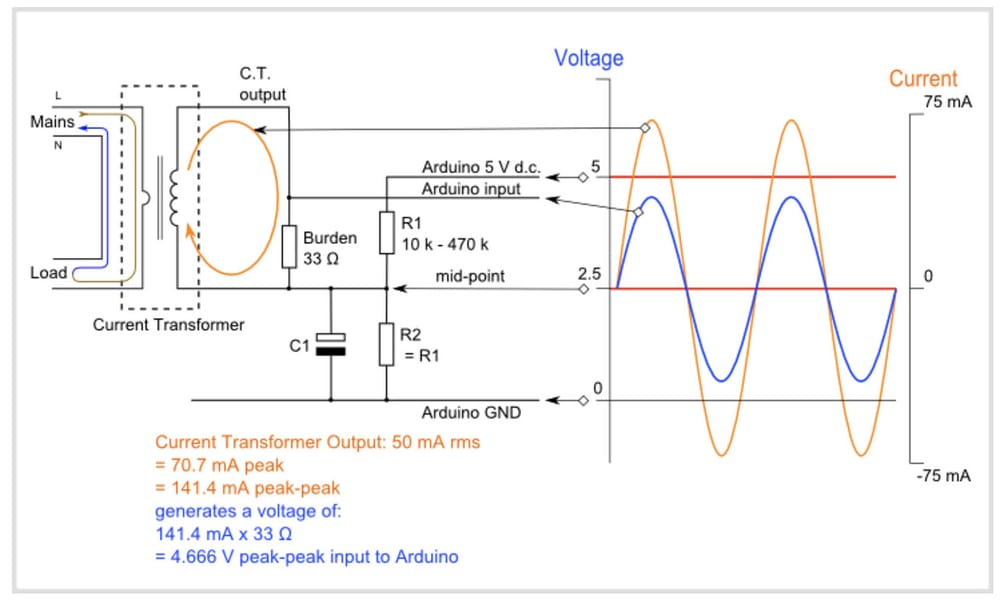 Voltage
Current
C.T.
output
L
Mains
N
75 mA
Arduino 5 V d.c.
5
Arduino input
R1
10 k - 470 k
Burden
33 Ω
Load
mid-point
2.5
0
Current Transformer
C1
R2
= R1
0
Arduino GND
-75 mA
Current Transformer Output: 50 mA rms
= 70.7 mA peak
= 141.4 mA peak-peak
generates a voltage of:
141.4 mA x 33 Ω
= 4.666 V peak-peak input to Arduino